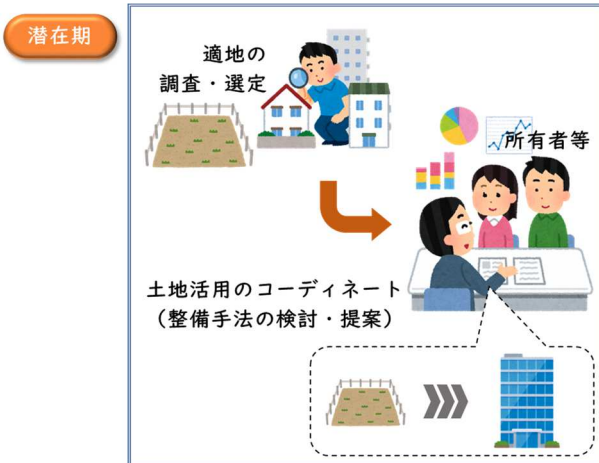 潜在期
適地の
調査・選定
所有者等
土地活用のコーディネート
（整備手法の検討・提案）